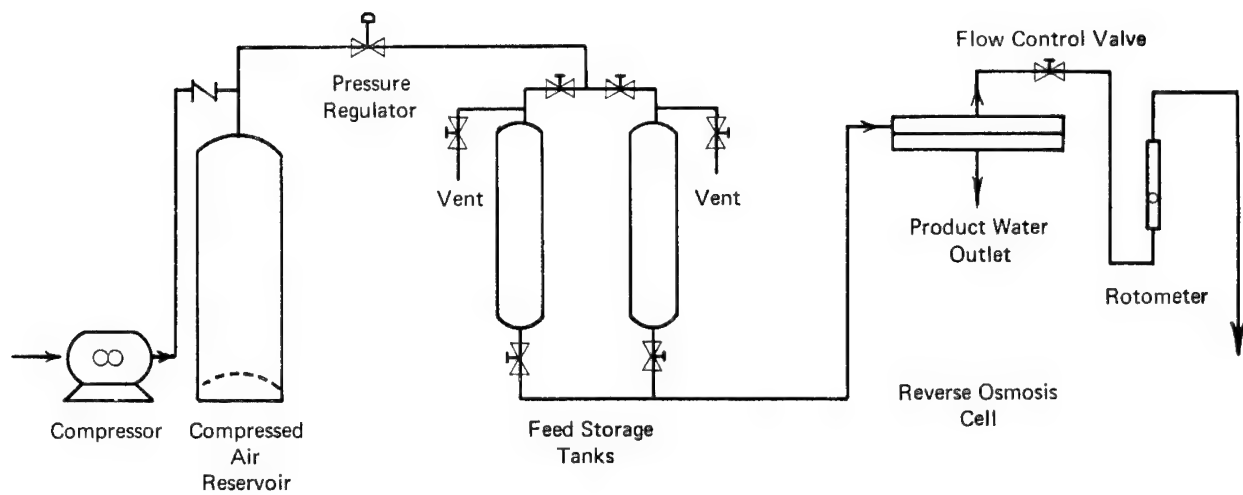 Flow Control Valve
Pressure
Regulator
Vent
Vent
Product Water
Outlet
Rotometer
Reverse Osmosis
Cell
Compressor
Compressed
Air
Reservoir
Feed Storage
Tanks